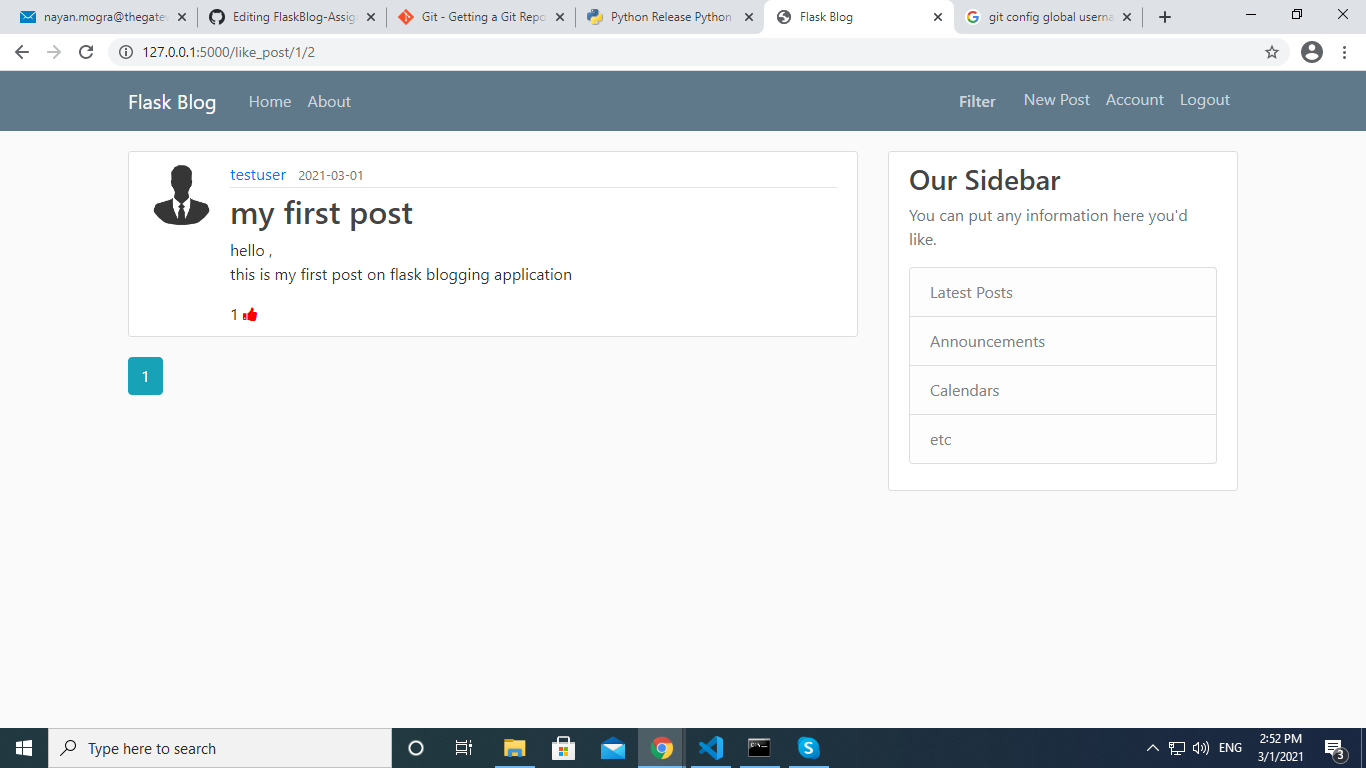 nayan.mogra@thegatew
Editing FlaskBlog-Assig
Git - Getting a Git Repo
Python Release Python
Flask Blog
git config global userna
127.0.0.1:5000/like_post/1/2
Flask Blog
Home
About
Filter
New Post
Account
Logout
testuser 2021-03-01
my first post
hello ,
this is my first post on flask blogging application
1
1
Our Sidebar
You can put any information here you'd
like.
Latest Posts
Announcements
Calendars
etc
Type here to search
ENG
2:52 PM
3/1/2021
3